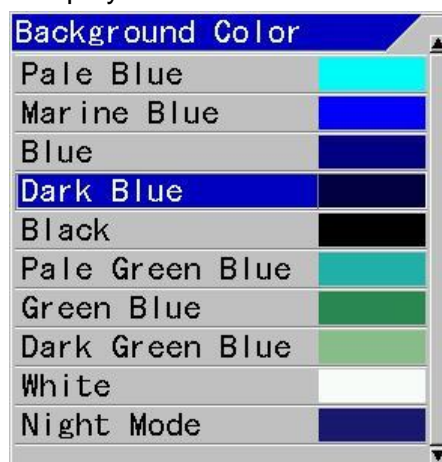 Background Color
Pale Blue
Marine Blue
Blue
Dark Blue
Black
Pale Green Blue
Green Blue
Dark Green Blue
White
Night Mode